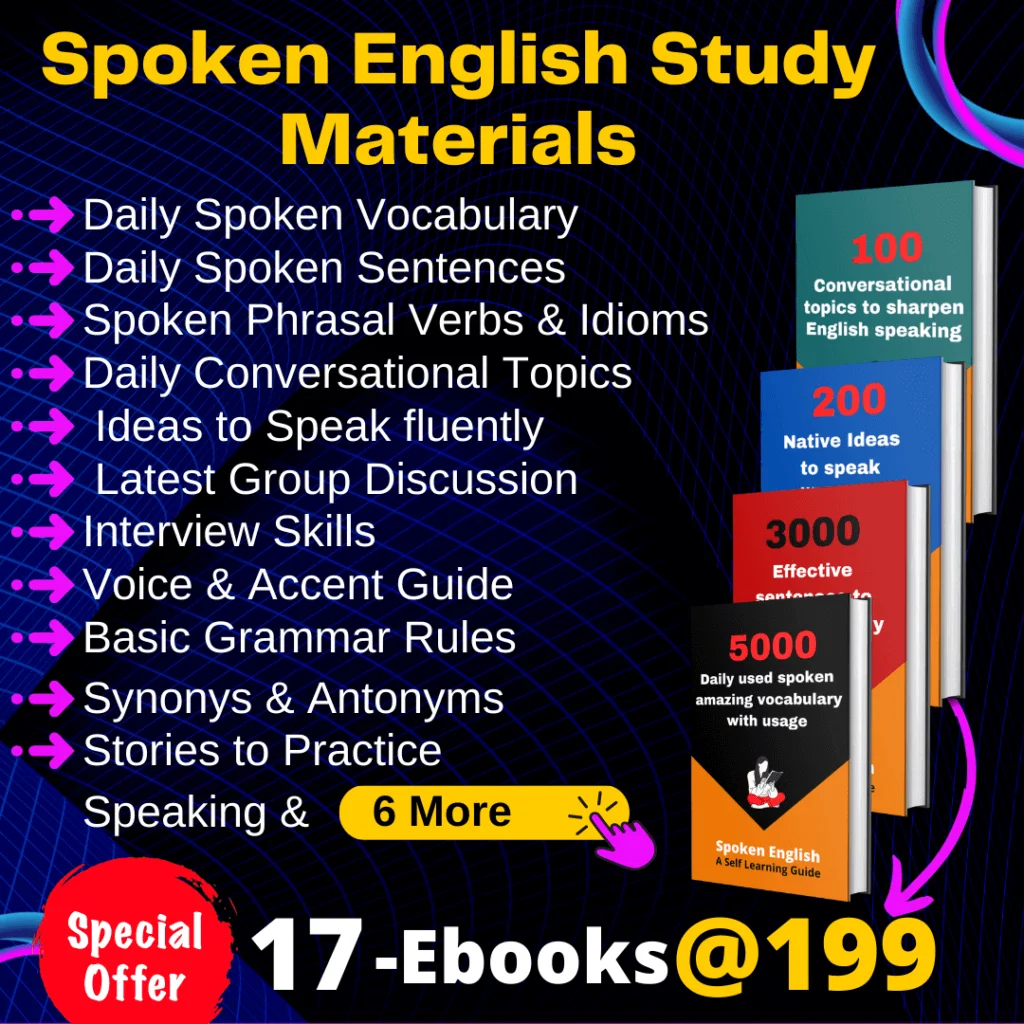 Spoken English Study
Materials
Daily Spoken Vocabulary
Daily Spoken Sentences
Spoken Phrasal Verbs & Idioms
Daily Conversational Topics
Ideas to Speak fluently
Latest Group Discussion
Interview Skills
Voice & Accent Guide
Basic Grammar Rules
Synonys & Antonyms
Stories to Practice
Speaking & 6 More
100
Conversational
topics to sharpen
English speaking
200
Native Ideas
to speak
3000
Effective
sentences to
5000
Daily used spoken
amazing vocabulary
with usage
Spoken English
A Self Learning Guide
Special
Offer
17-Ebooks@199